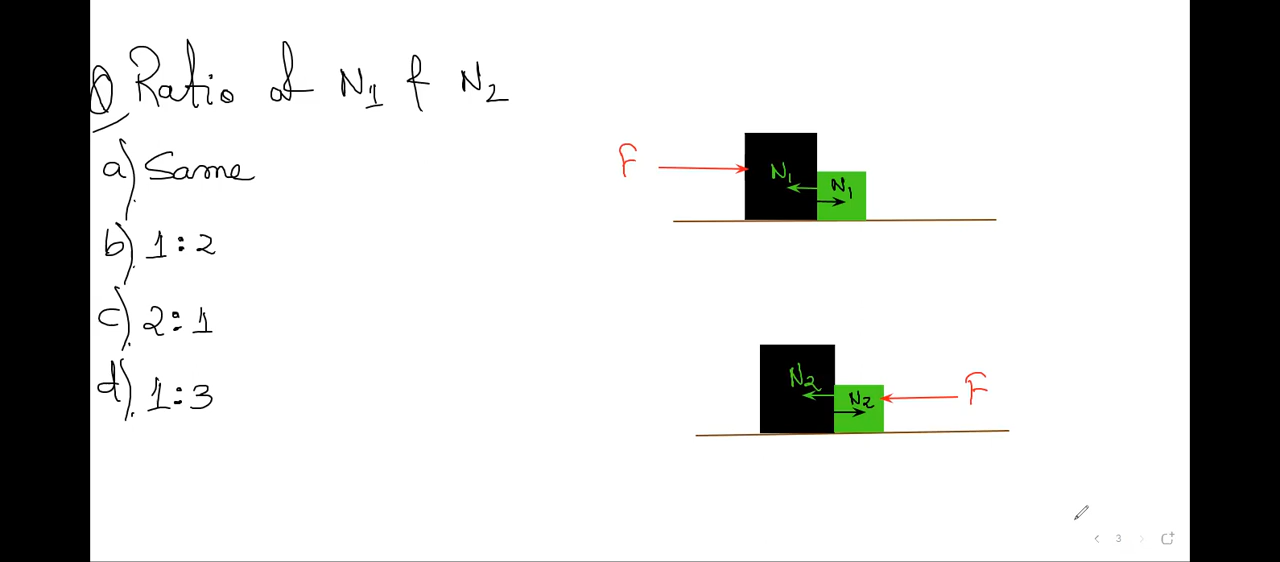 Q) Ratio of N1 & N2
a). Same
b). 1:2
c). 2:1
d). 1:3
F
N1
N1
N2
N2
F
3